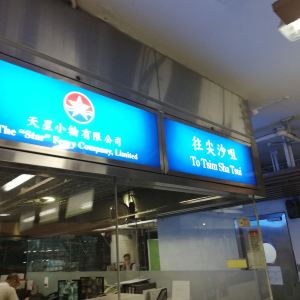 天星小輪有限公司
The "Star" Ferry Company, Limited
往尖沙咀
To Tsim Sha Tsui